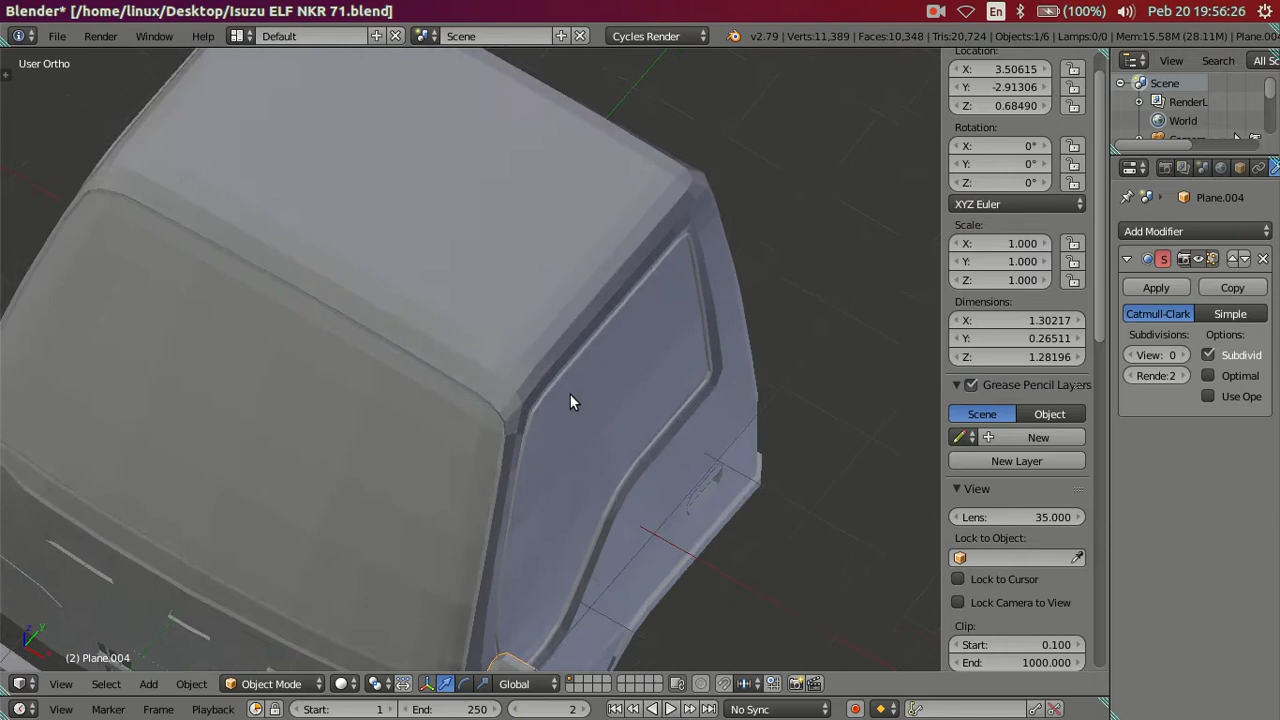 Blender* [/home/linux/Desktop/Isuzu ELF NKR 71.blend]
En
(100%)
Peb 20 19:56:26
File Render Window Help
Default
Scene
Cycles Render
v2.79 | Verts:11,389 | Faces:10,348 | Tris:20,724 | Objects:1/6 | Lamps:0/0 | Mem:15.58M (28.11M) | Plane.004
User Ortho
Location:
X: 3.50615
Y: -2.91306
Z: 0.68490
Rotation:
X: 0°
Y: 0°
Z: 0°
XYZ Euler
Scale:
X: 1.000
Y: 1.000
Z: 1.000
Dimensions:
X: 1.30217
Y: 0.26511
Z: 1.28196
Grease Pencil Layers
Scene Object
New
New Layer
View
Lens: 35.000
Lock to Object:
Lock to Cursor
Lock Camera to View
Clip:
Start: 0.100
End: 1000.000
View Search All Sc
Scene
RenderL
World
Plane.004
Add Modifier
S
Apply Copy
Catmull-Clark Simple
Subdivisions: Options:
View: 0 Subdivid
Rende:2 Optimal
Use Ope
z
y
(2) Plane.004
View Select Add Object
Object Mode
Global
View Marker Frame Playback
Start: 1
End: 250
2
No Sync